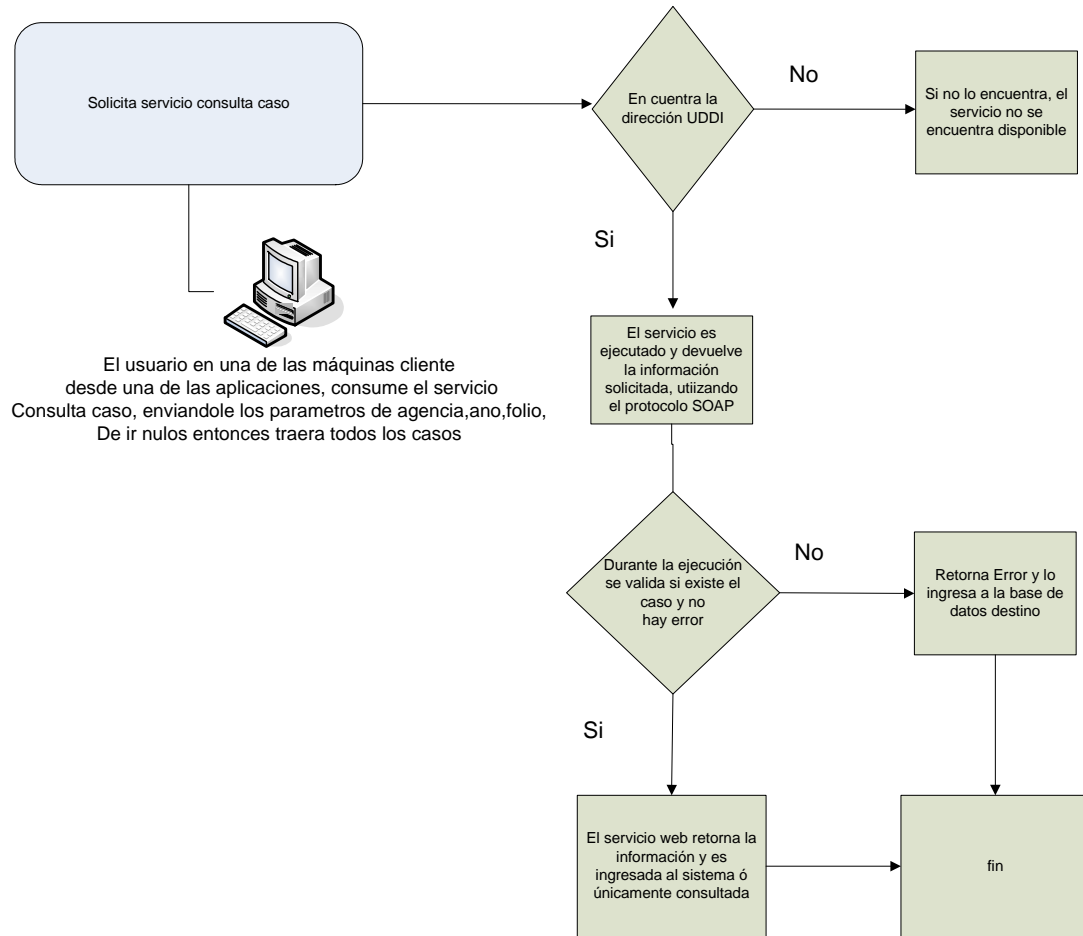 Solicita servicio consulta caso
En cuentra la
dirección UDDI
No
Si no lo encuentra, el
servicio no se
encuentra disponible
Si
El usuario en una de las máquinas cliente
desde una de las aplicaciones, consume el servicio
Consulta caso, enviandole los parametros de agencia,ano,folio,
De ir nulos entonces traera todos los casos
El servicio es
ejecutado y devuelve
la información
solicitada, utiizando
el protocolo SOAP
Durante la ejecución
se valida si existe el
caso y no
hay error
No
Retorna Error y lo
ingresa a la base de
datos destino
Si
El servicio web retorna la
información y es
ingresada al sistema ó
únicamente consultada
fin